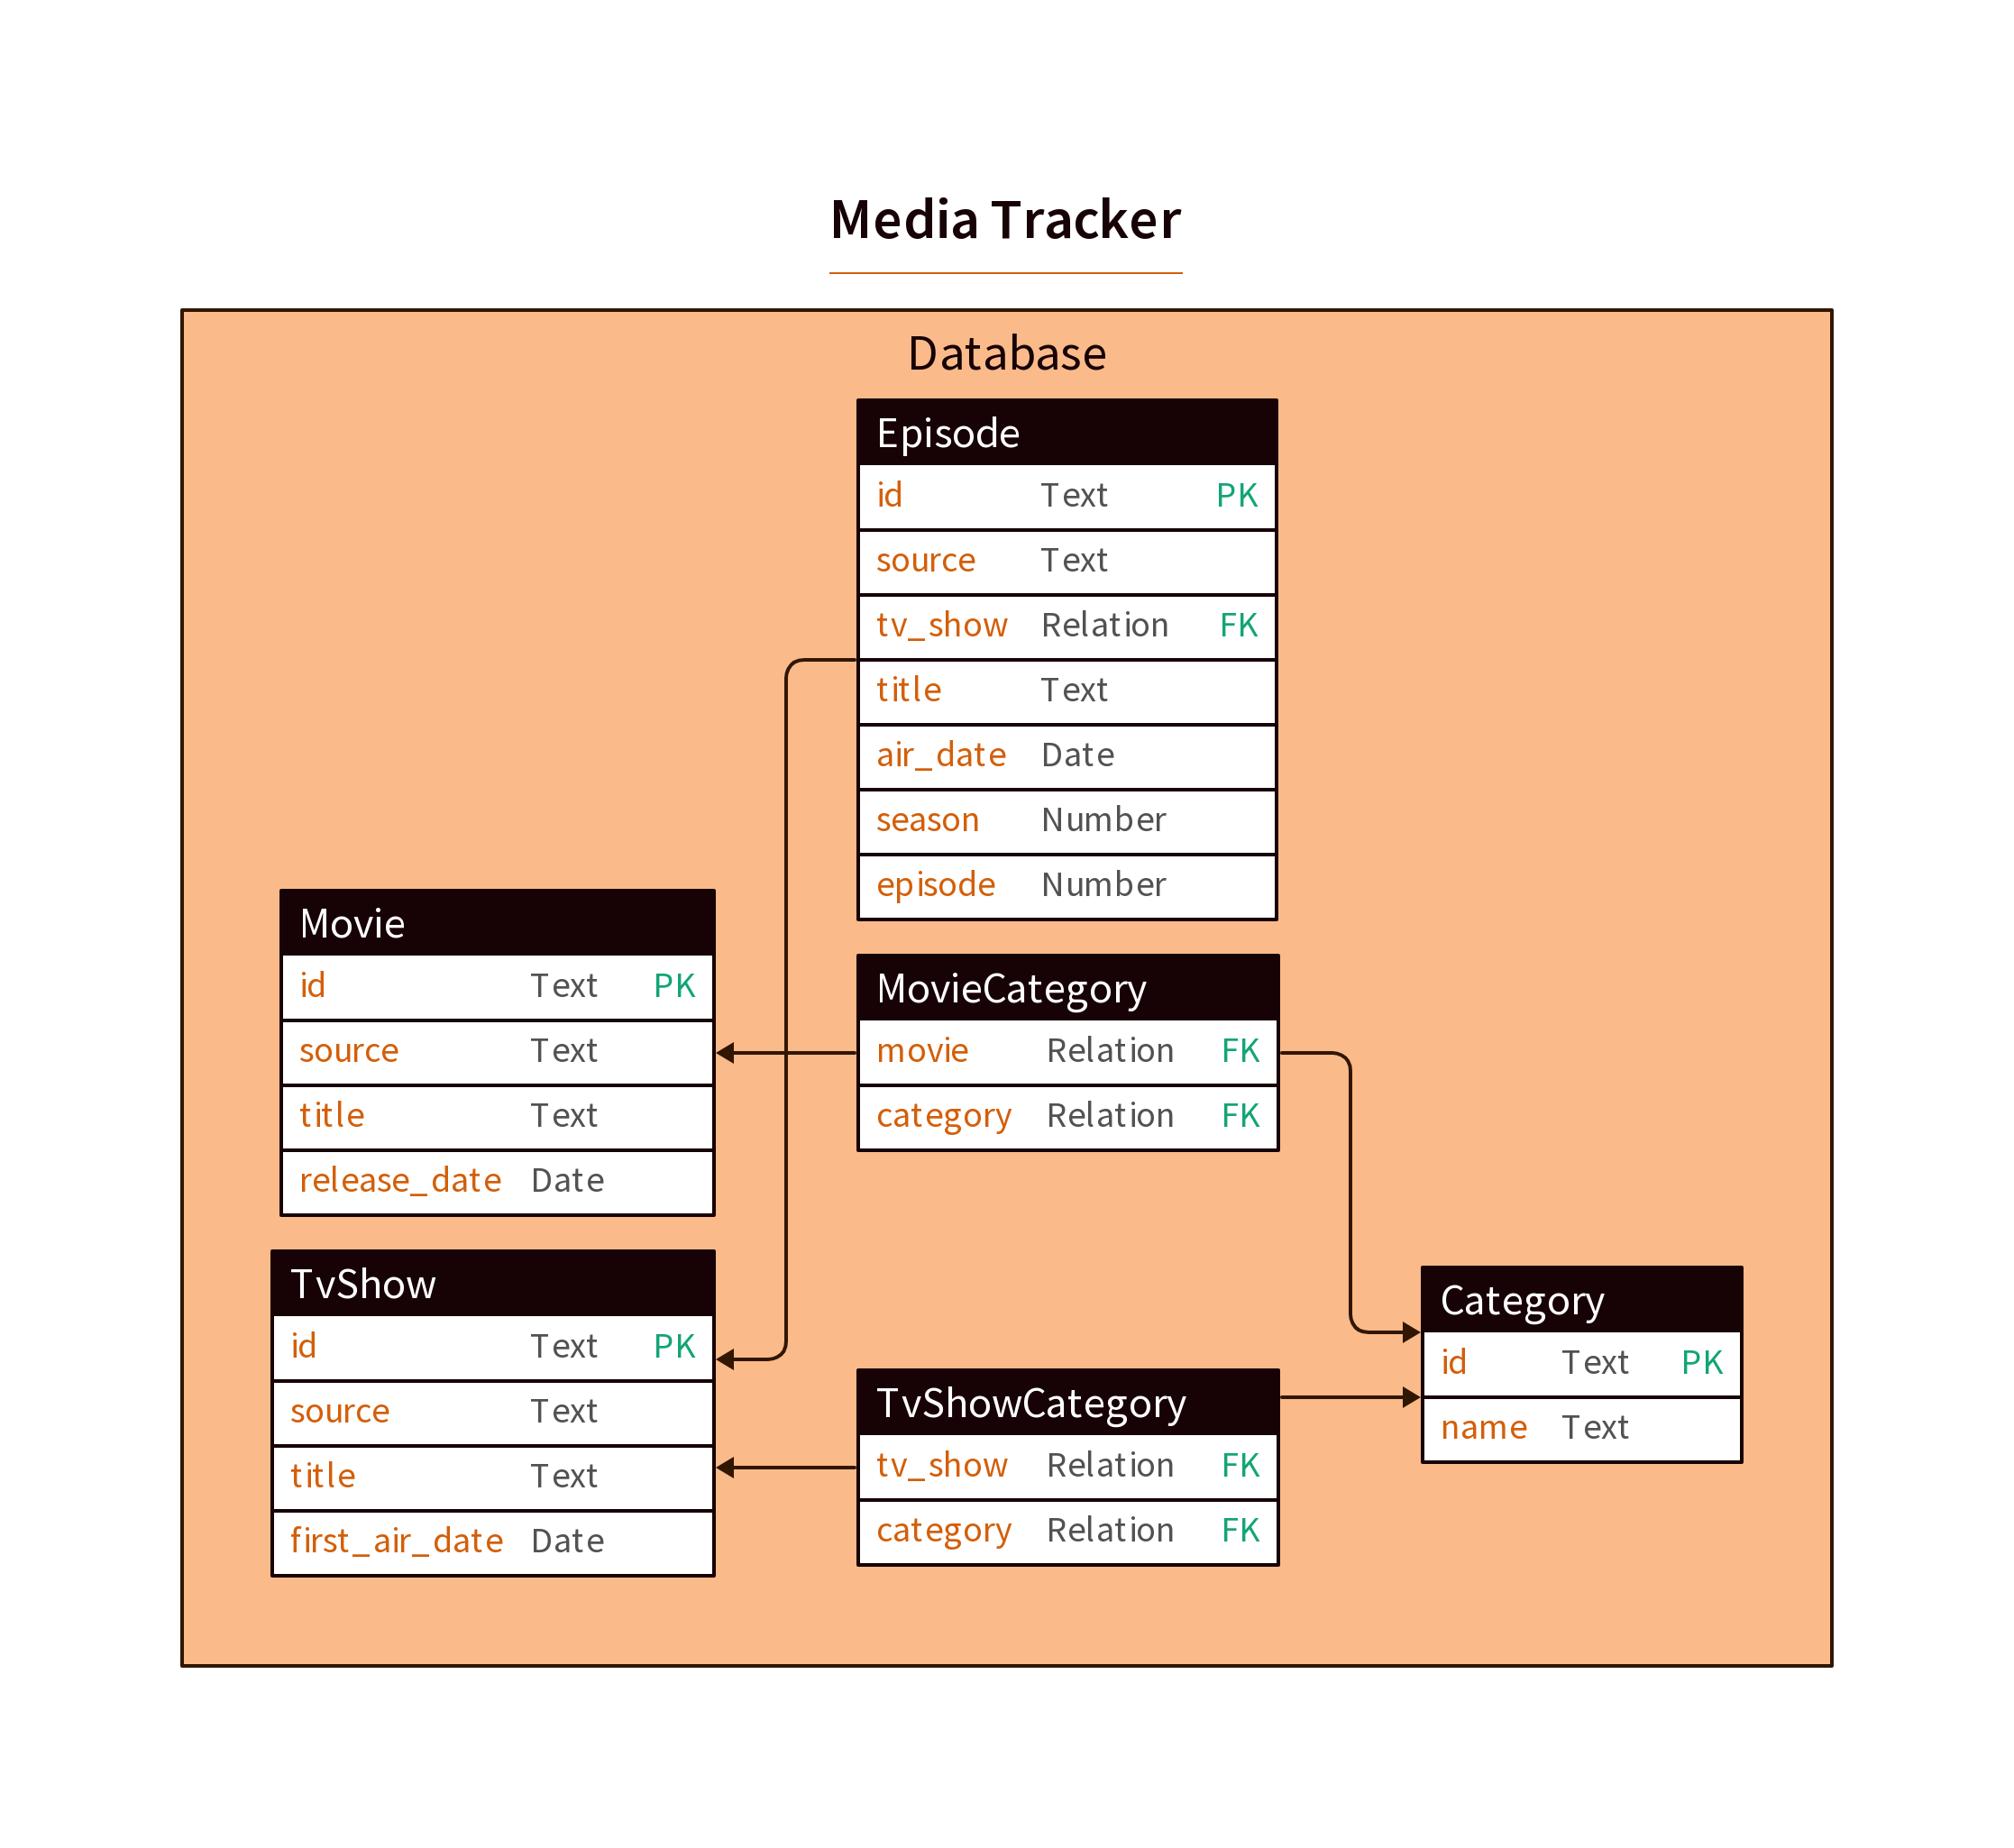 Media Tracker
Database
Episode
id Text PK
source Text
tv_show Relation FK
title Text
air_date Date
season Number
episode Number
Movie
id Text PK
source Text
title Text
release_date Date
MovieCategory
movie Relation FK
category Relation FK
TvShow
id Text PK
source Text
title Text
first_air_date Date
TvShowCategory
tv_show Relation FK
category Relation FK
Category
id Text PK
name Text